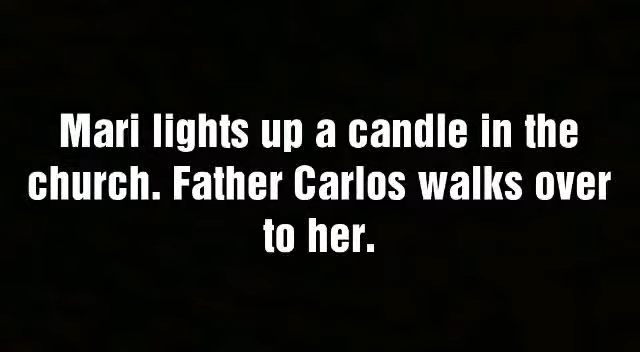 Mari lights up a candle in the
church. Father Carlos walks over
to her.